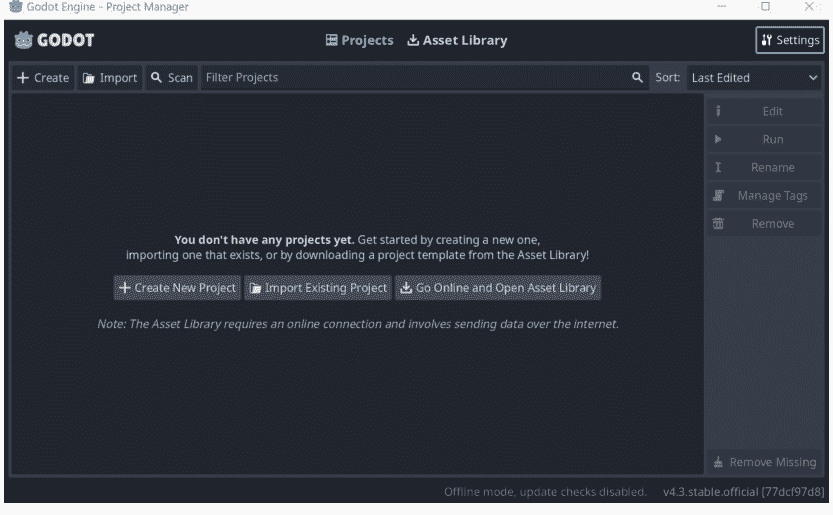 Godot Engine - Project Manager
GODOT
Projects
Asset Library
Settings
Create
Import
Scan
Filter Projects
Sort:
Last Edited
Edit
Run
Rename
Manage Tags
Remove
You don't have any projects yet. Get started by creating a new one,
importing one that exists, or by downloading a project template from the Asset Library!
Create New Project
Import Existing Project
Go Online and Open Asset Library
Note: The Asset Library requires an online connection and involves sending data over the internet.
Remove Missing
Offline mode, update checks disabled.
v4.3.stable.official [77dcf97d8]